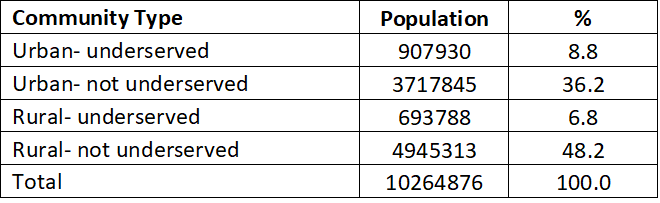 Community Type Population %
Urban- underserved 907930 8.8
Urban- not underserved 3717845 36.2
Rural- underserved 693788 6.8
Rural- not underserved 4945313 48.2
Total 10264876 100.0